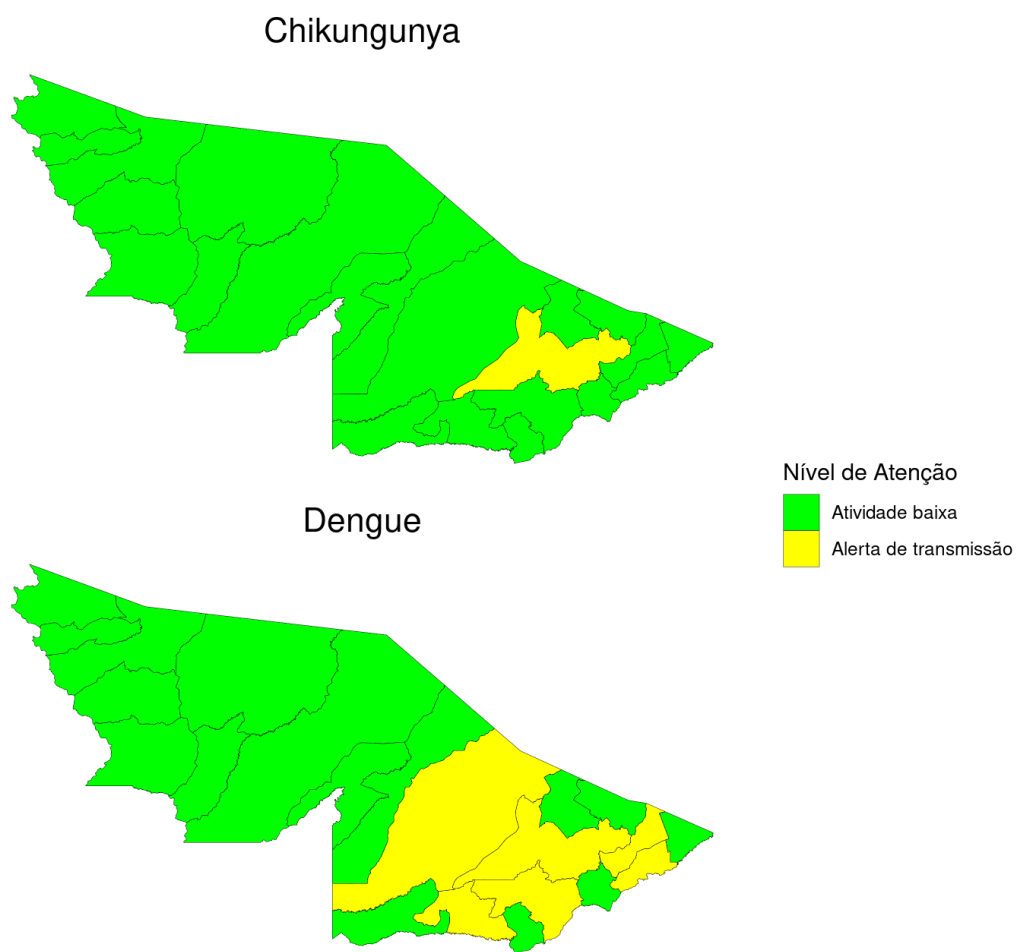 Chikungunya
Nível de Atenção
Atividade baixa
Alerta de transmissão
Dengue